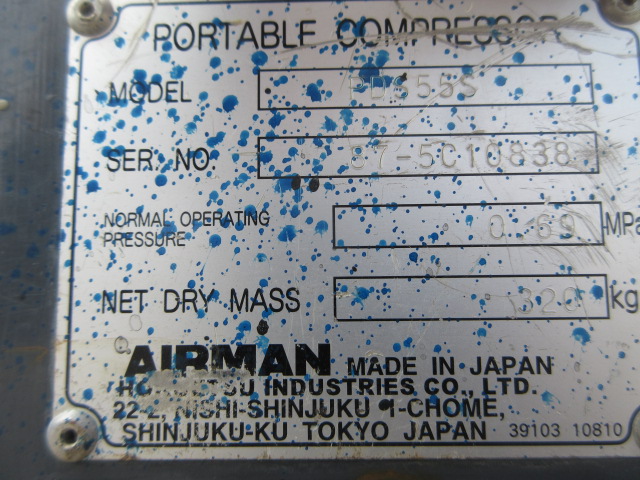 PORTABLE COMPRESSOR
MODEL PDS55S
SER. NO 87-5C10838
NORMAL OPERATING PRESSURE 0.69 MPa
NET DRY MASS 320 kg
AIRMAN MADE IN JAPAN
INDUSTRIES CO., LTD.
22-2, NISHI-SHINJUKU 1-CHOME,
SHINJUKU-KU TOKYO JAPAN 39103 10810